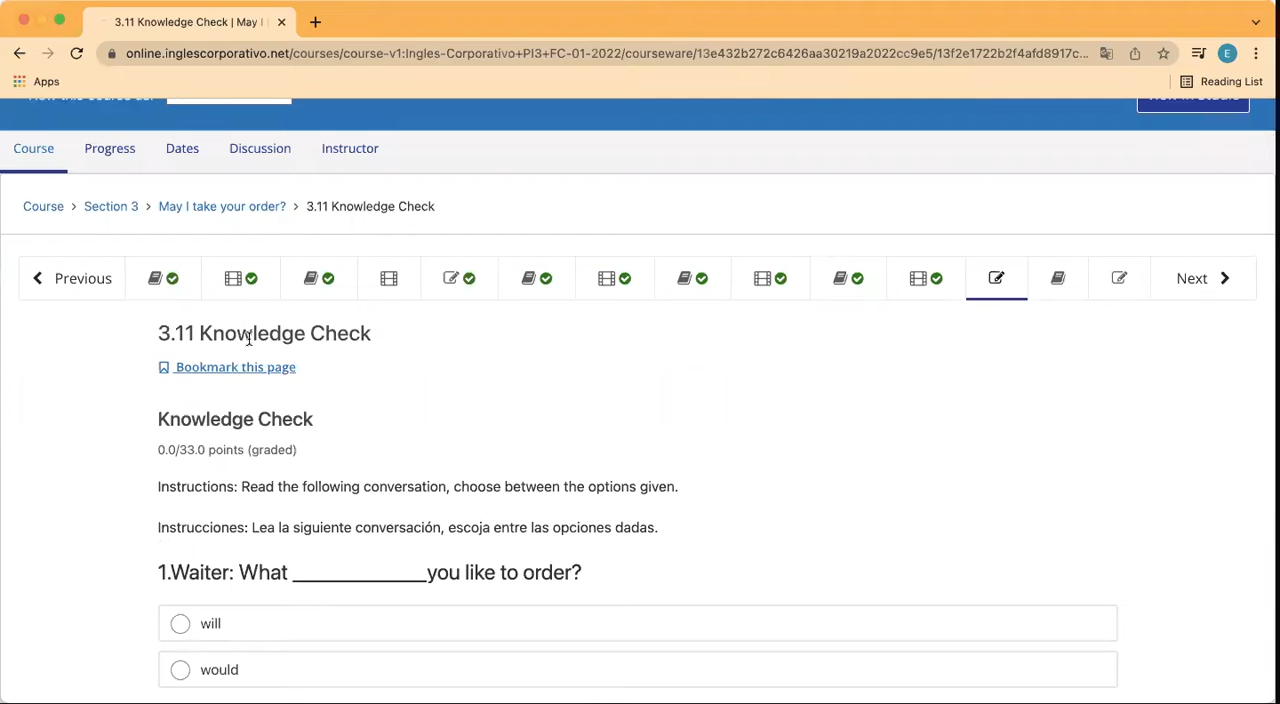 3.11 Knowledge Check | May I
online.inglescorporativo.net/courses/course-v1:Ingles-Corporativo+PI3+FC-01-2022/courseware/13e432b272c6426aa30219a2022cc9e5/13f2e1722b2f4afd8917c...
E
Apps
Reading List
Course Progress Dates Discussion Instructor
Course > Section 3 > May I take your order? > 3.11 Knowledge Check
Previous
Next
3.11 Knowledge Check
Bookmark this page
Knowledge Check
0.0/33.0 points (graded)
Instructions: Read the following conversation, choose between the options given.
Instrucciones: Lea la siguiente conversación, escoja entre las opciones dadas.
1.Waiter: What _____________you like to order?
will
would